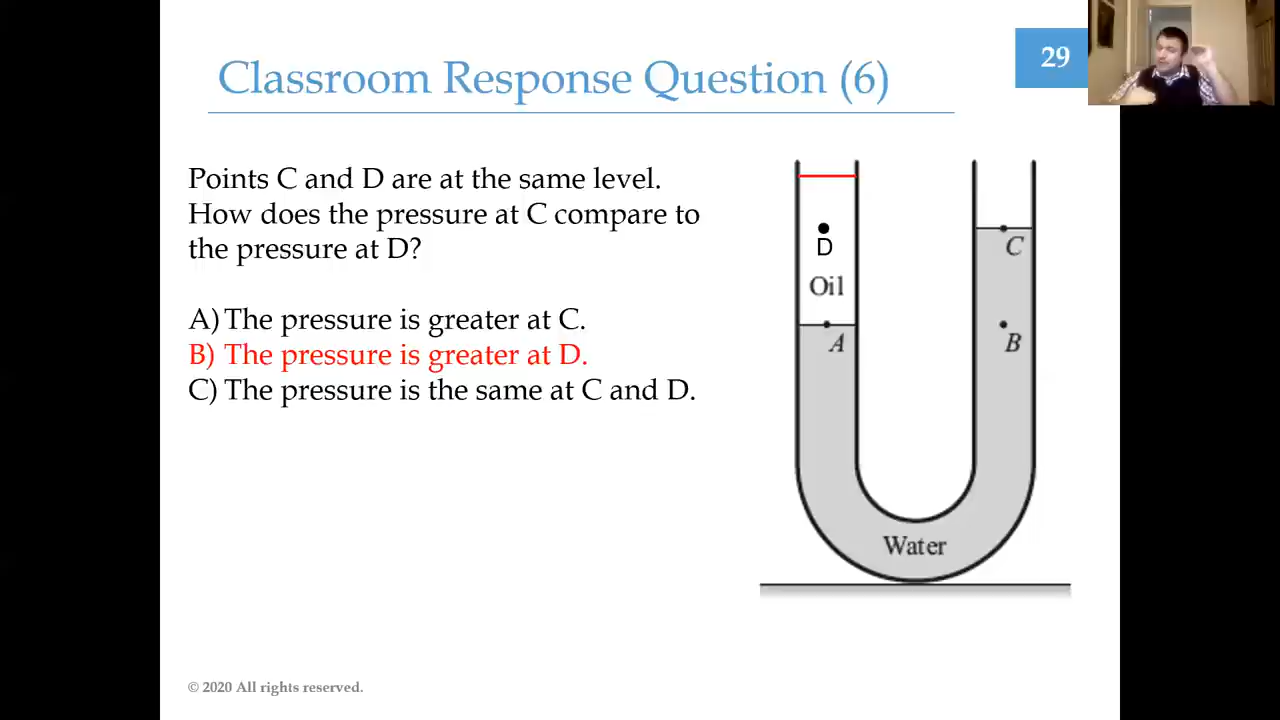 Classroom Response Question (6)
29
Points C and D are at the same level.
How does the pressure at C compare to
the pressure at D?
A) The pressure is greater at C.
B) The pressure is greater at D.
C) The pressure is the same at C and D.
D
Oil
A
C
B
Water
© 2020 All rights reserved.